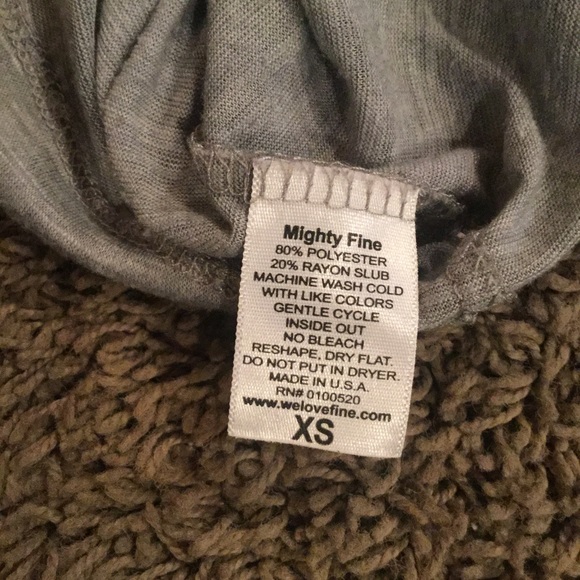 Mighty Fine
80% POLYESTER
20% RAYON SLUB
MACHINE WASH COLD
WITH LIKE COLORS
GENTLE CYCLE
INSIDE OUT
NO BLEACH
RESHAPE, DRY FLAT.
DO NOT PUT IN DRYER.
MADE IN U.S.A.
RN# 0100520
www.welovefine.com
XS